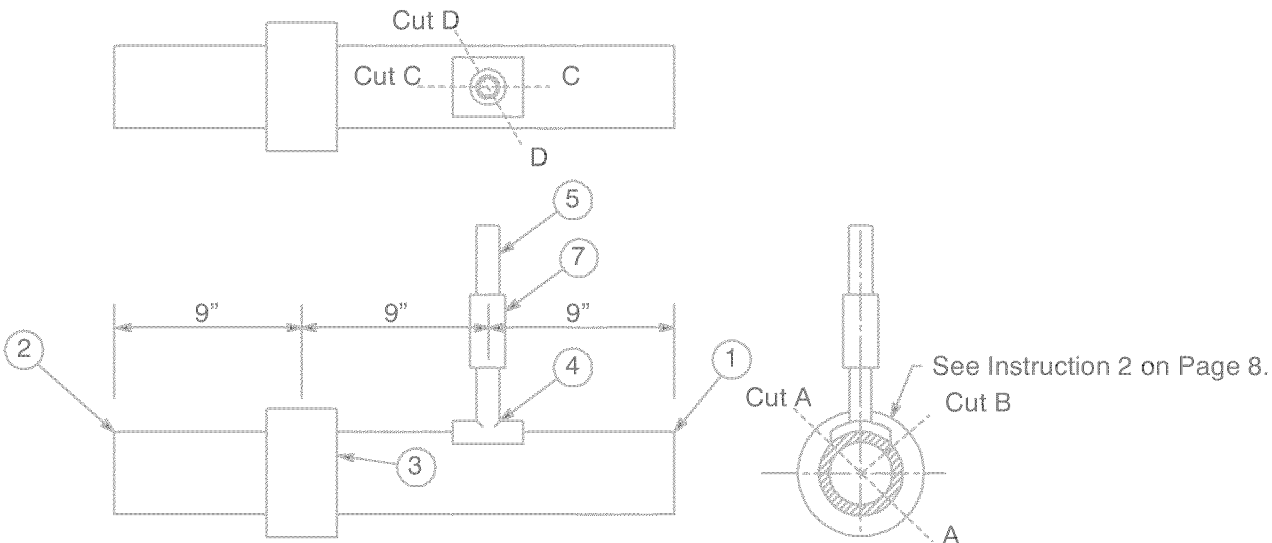 Cut D
Cut C
C
D
5
7
9”
9”
9”
2
4
1
See Instruction 2 on Page 8.
Cut A
Cut B
3
A